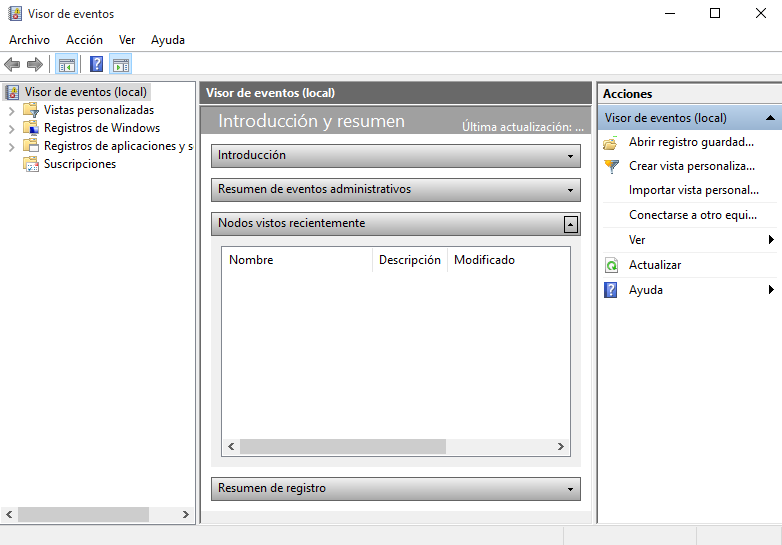 Visor de eventos
Archivo Acción Ver Ayuda
Visor de eventos (local)
Vistas personalizadas
Registros de Windows
Registros de aplicaciones y s
Suscripciones
Visor de eventos (local)
Introducción y resumen
Última actualización: ...
Introducción
Resumen de eventos administrativos
Nodos vistos recientemente
Nombre Descripción Modificado
Resumen de registro
Acciones
Visor de eventos (local)
Abrir registro guardad...
Crear vista personaliza...
Importar vista personal...
Conectarse a otro equi...
Ver
Actualizar
Ayuda